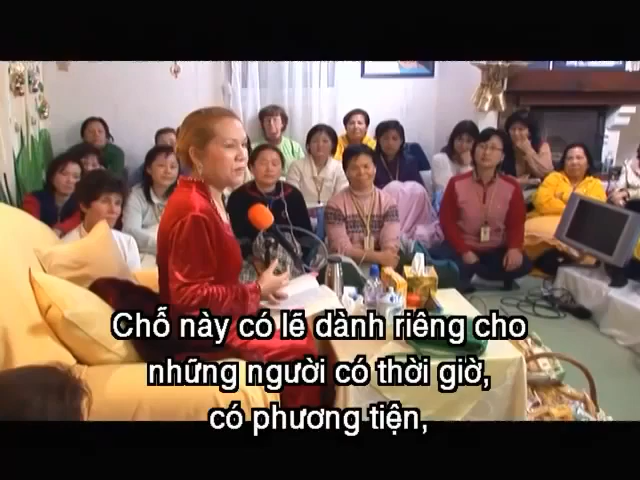 Chỗ này có lẽ dành riêng cho
những người có thời giờ,
có phương tiện,